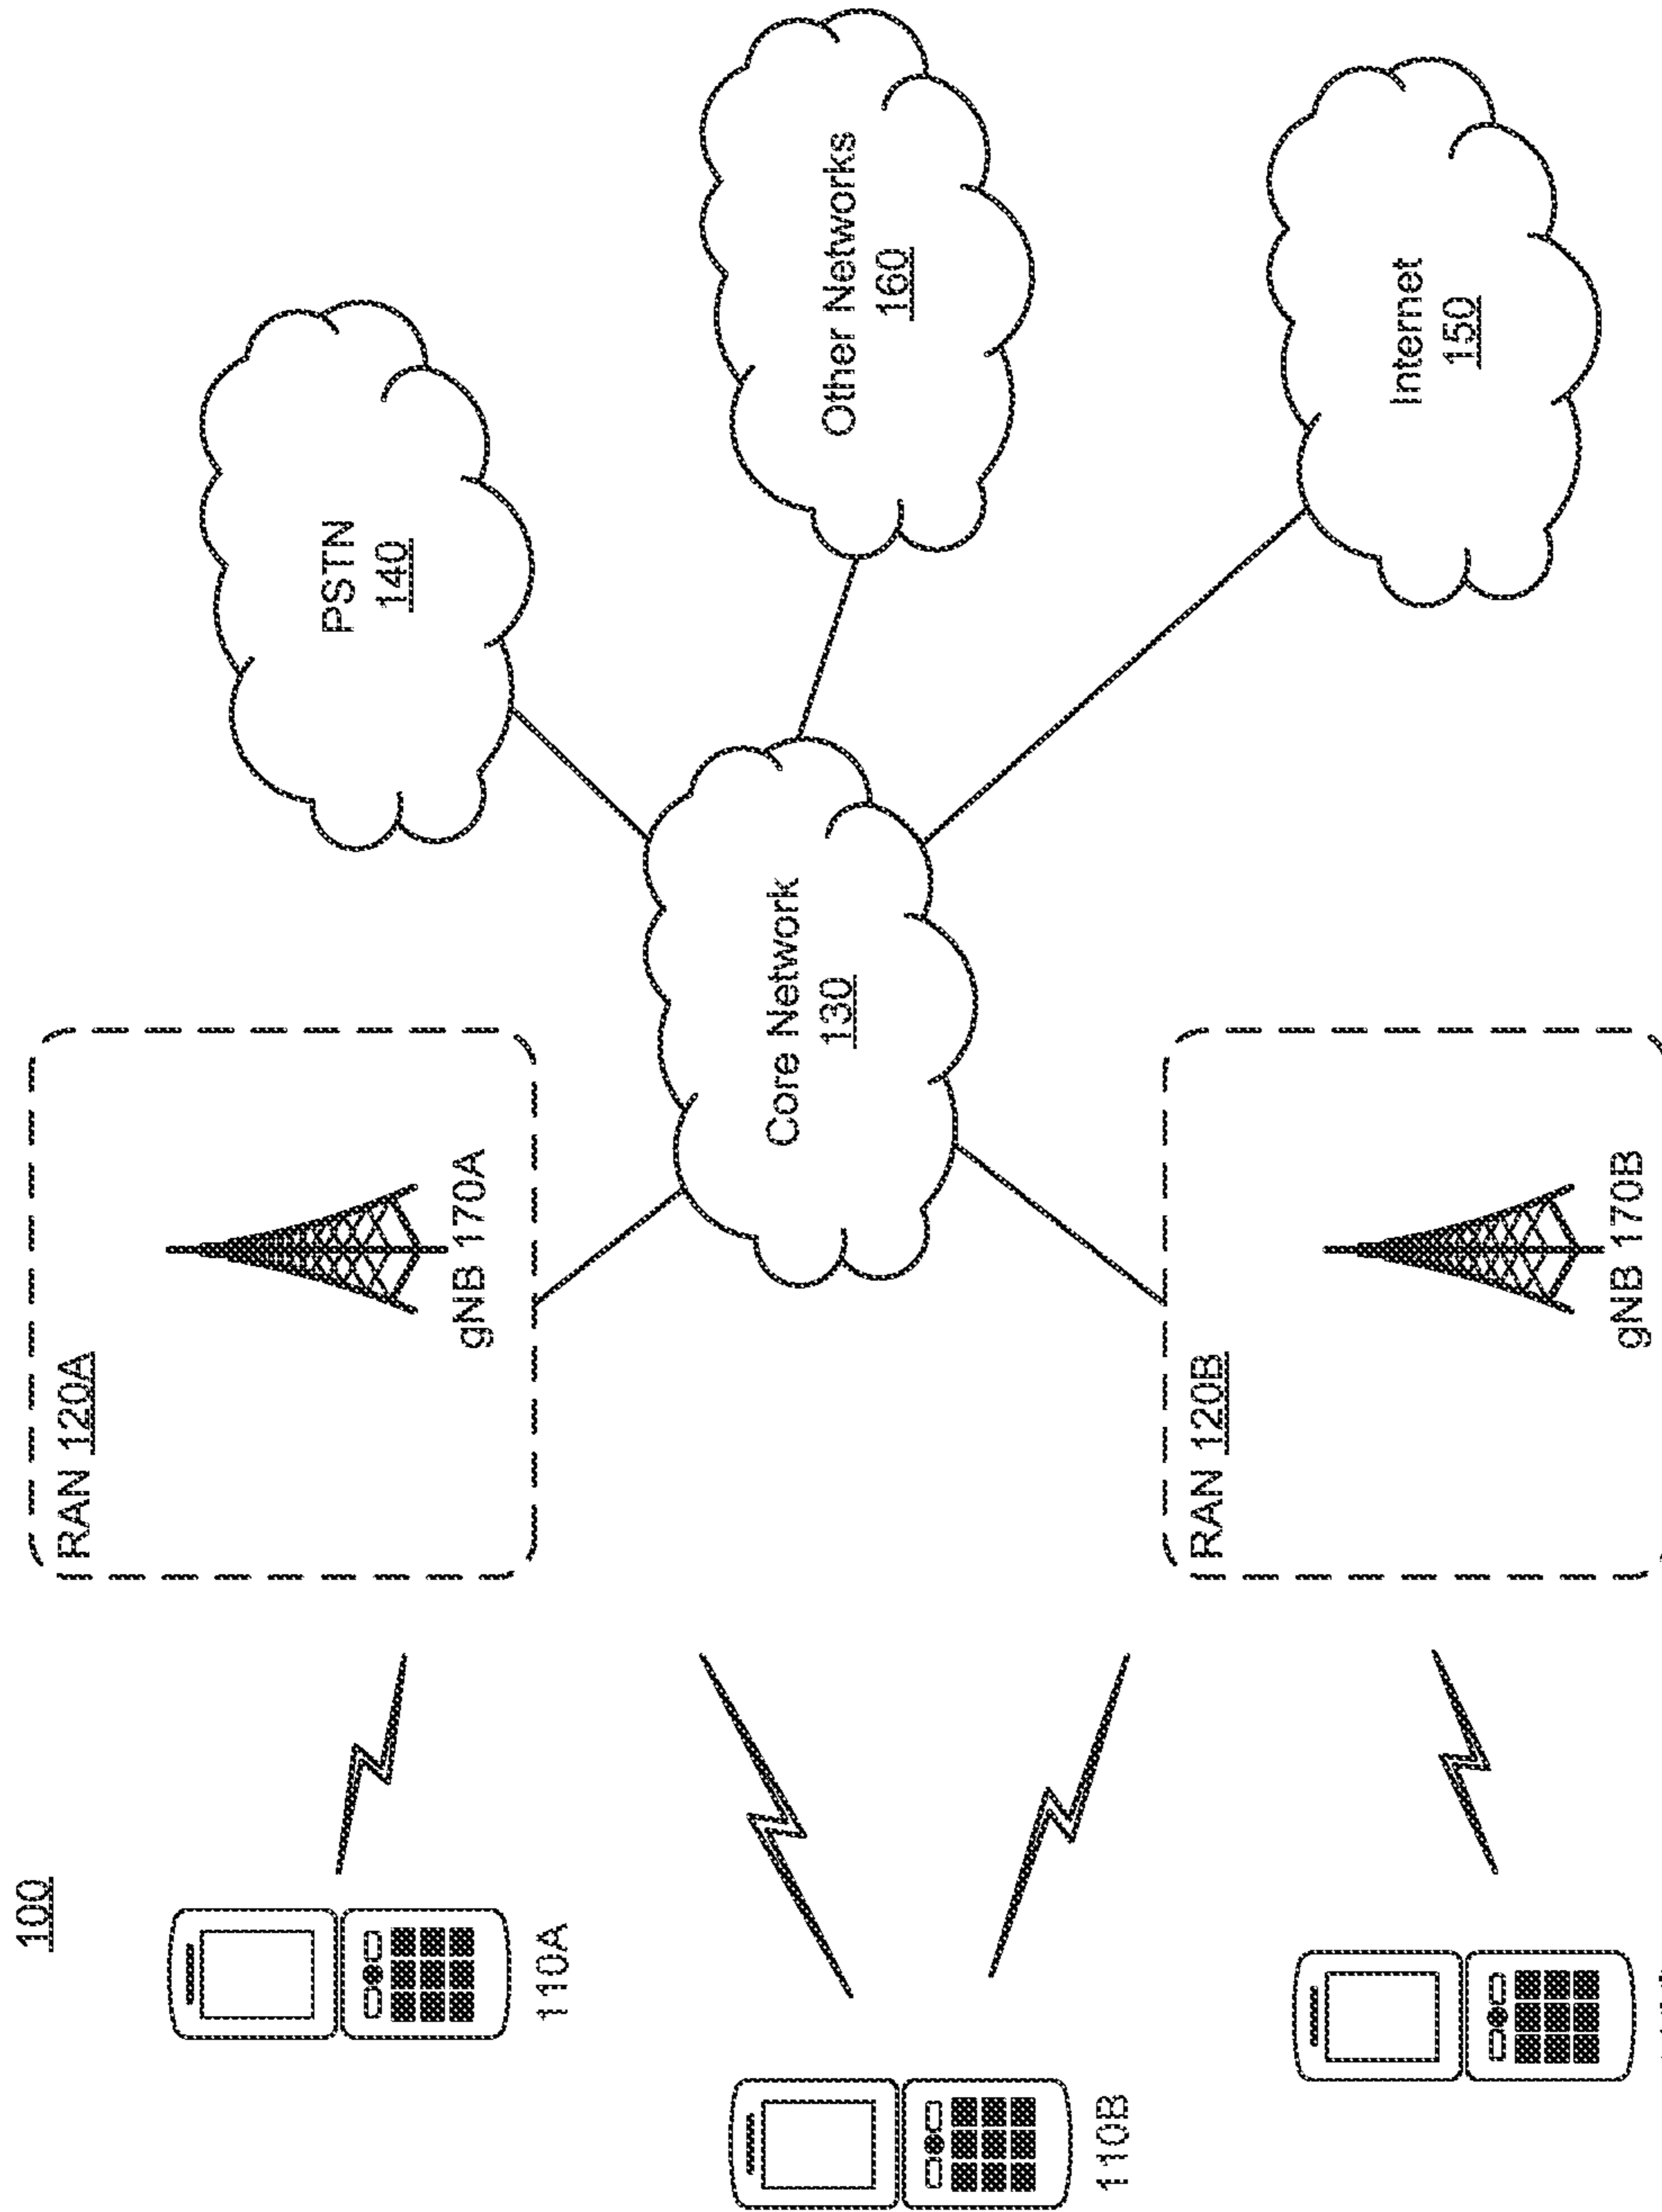 100
110A
110B
RAN 120A
gNB 170A
RAN 120B
gNB 170B
Core Network
130
PSTN
140
Other Networks
160
Internet
150